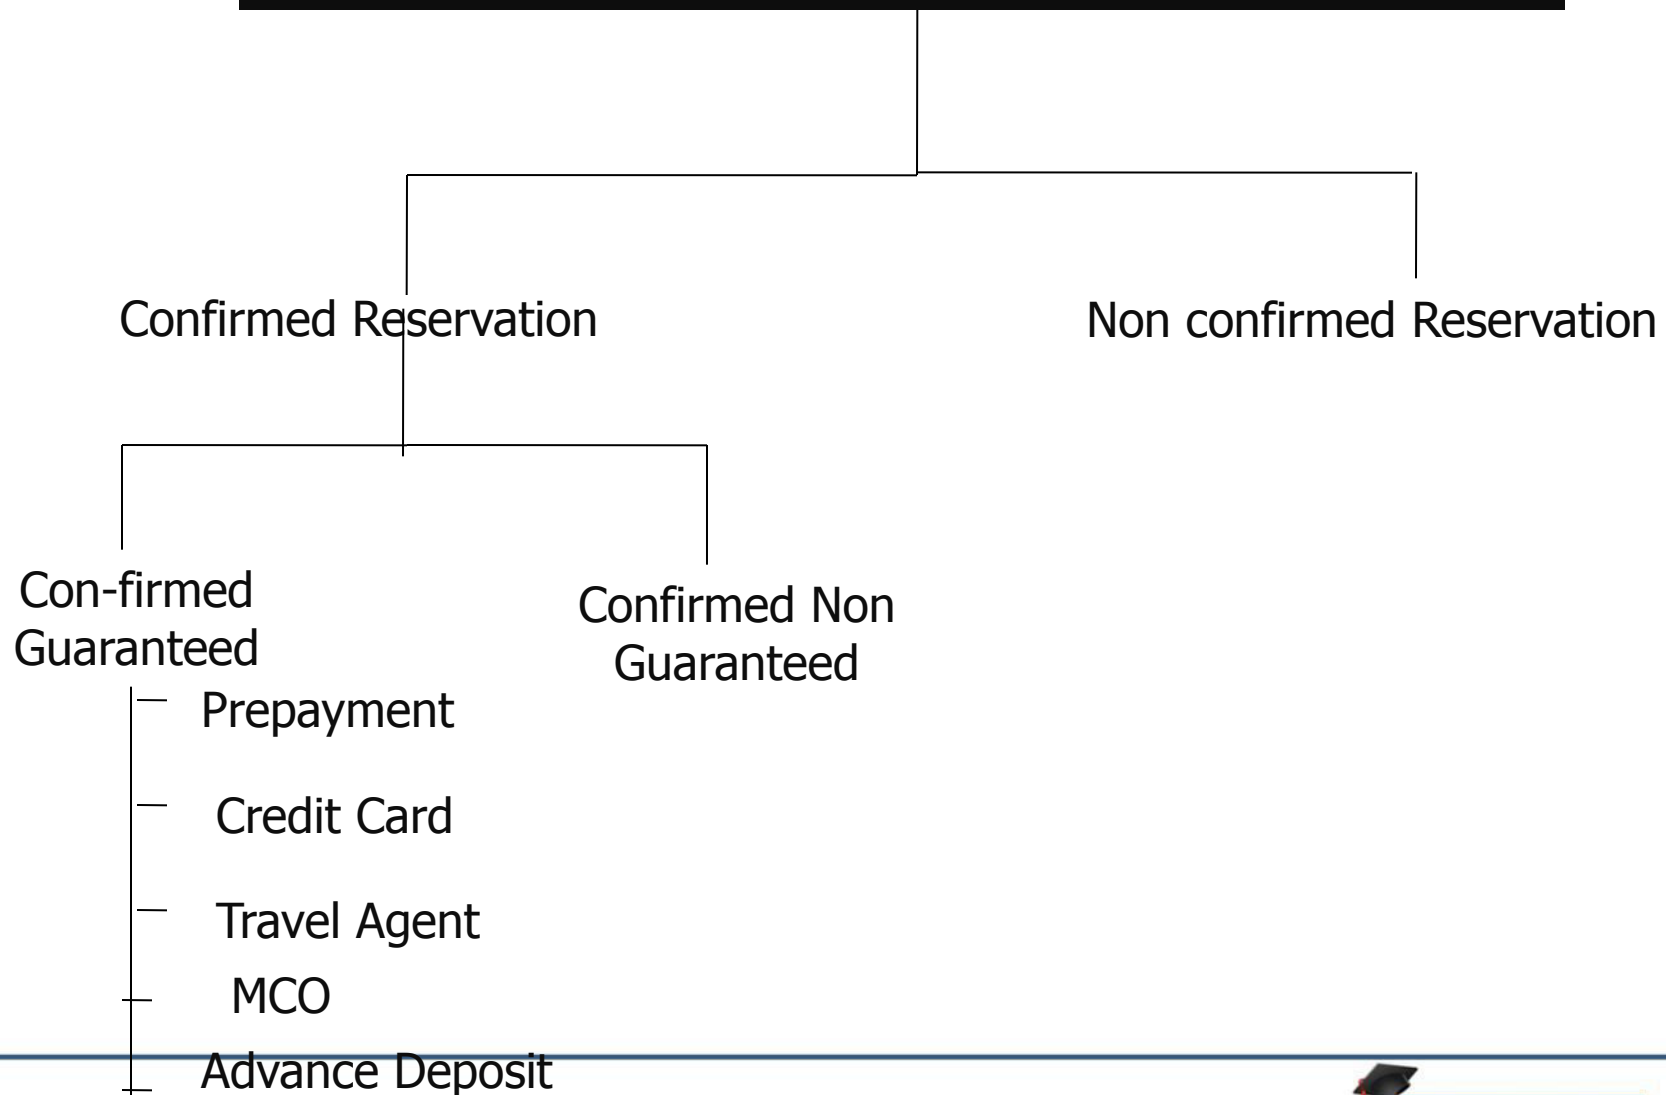 Confirmed Reservation
Non confirmed Reservation
Con-firmed
Guaranteed
Confirmed Non
Guaranteed
Prepayment
Credit Card
Travel Agent
MCO
Advance Deposit